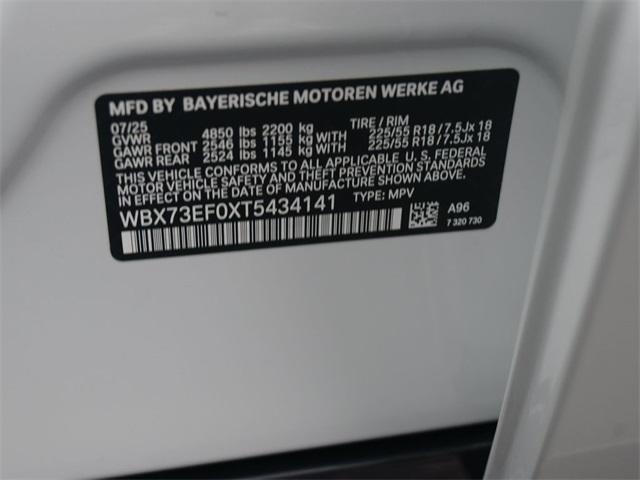 MFD BY BAYERISCHE MOTOREN WERKE AG
07/25 TIRE / RIM
GVWR 4850 lbs 2200 kg
GAWR FRONT 2546 lbs 1155 kg WITH 225/55 R18 / 7.5Jx 18
GAWR REAR 2524 lbs 1145 kg WITH 225/55 R18 / 7.5Jx 18
THIS VEHICLE CONFORMS TO ALL APPLICABLE U. S. FEDERAL
MOTOR VEHICLE SAFETY AND THEFT PREVENTION STANDARDS
IN EFFECT ON THE DATE OF MANUFACTURE SHOWN ABOVE.
WBX73EF0XT5434141 TYPE: MPV
A96
7 320 730